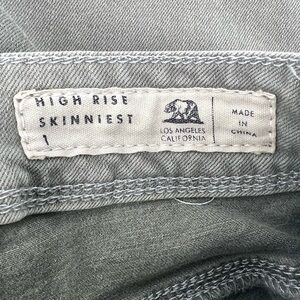 HIGH RISE
SKINNIEST
1
LOS ANGELES
CALIFORNIA
MADE
IN
CHINA